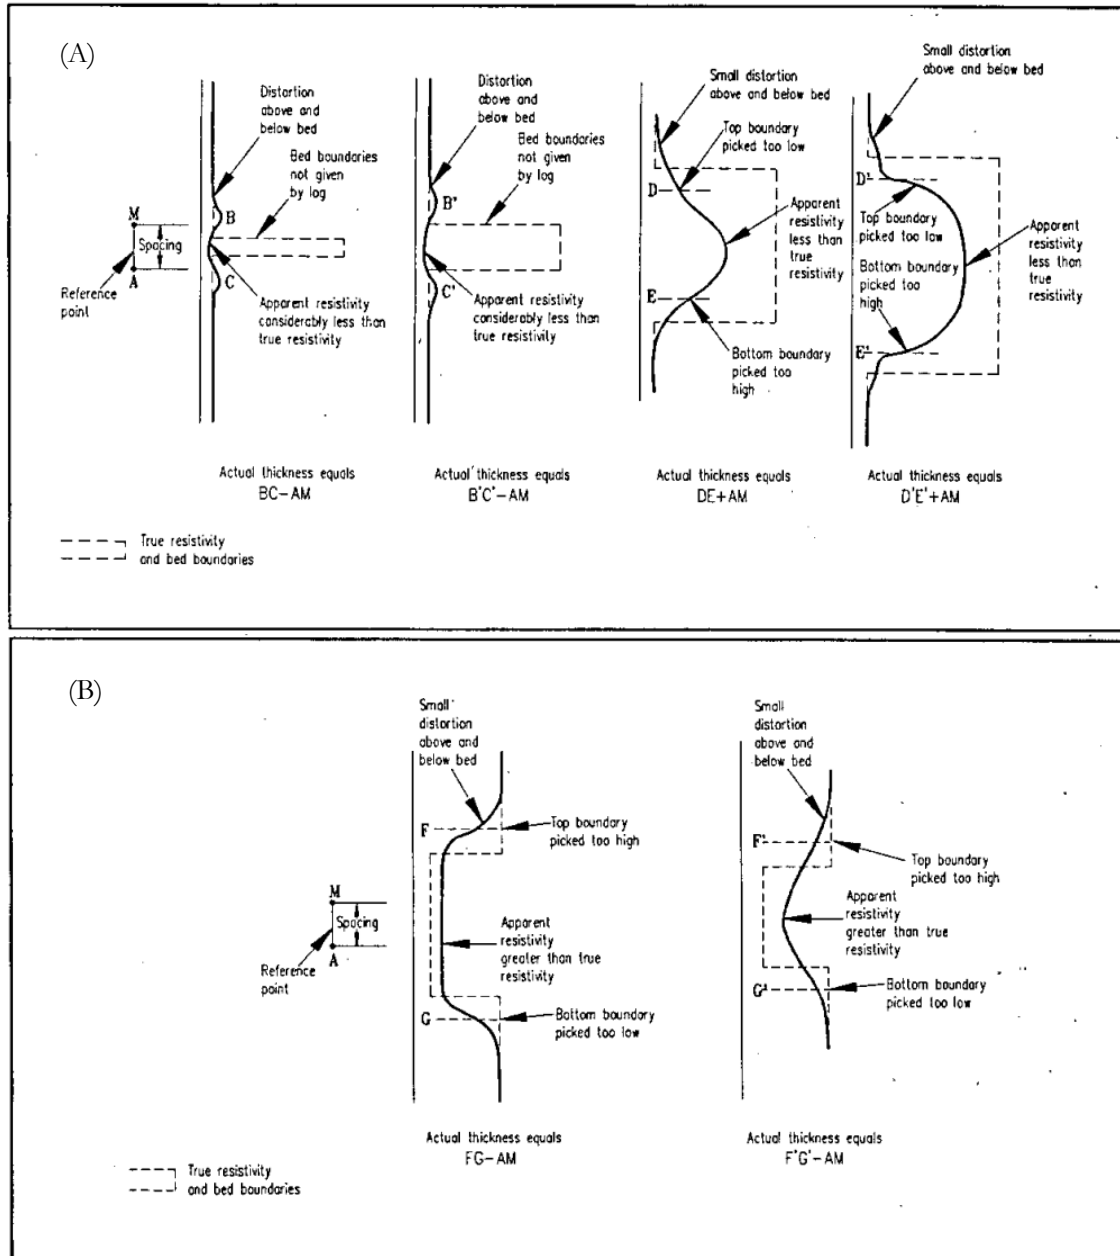 (A)
Distortion
above and
below bed
Bed boundaries
not given
by log
M
Spacing
A
Reference
point
B
C
Apparent resistivity
considerably less than
true resistivity
Actual thickness equals
BC-AM
Distortion
above and
below bed
Bed boundaries
not given
by log
B'
C'
Apparent resistivity
considerably less than
true resistivity
Actual thickness equals
B'C'-AM
Small distortion
above and below bed
Top boundary
picked too low
D
Apparent
resistivity
less than
true
resistivity
E
Bottom boundary
picked too
high
Actual thickness equals
DE+AM
Small distortion
above and below bed
D'
Top boundary
picked too low
Bottom boundary
picked too
high
Apparent
resistivity
less than
true
resistivity
E'
Actual thickness equals
D'E'+AM
True resistivity
and bed boundaries
(B)
Small
distortion
above and
below bed
F
Top boundary
picked too high
M
Spacing
A
Reference
point
Apparent
resistivity
greater than true
resistivity
G
Bottom boundary
picked too low
Actual thickness equals
FG-AM
Small
distortion
above and
below bed
F'
Top boundary
picked too high
Apparent
resistivity
greater than true
resistivity
G'
Bottom boundary
picked too low
Actual thickness equals
F'G'-AM
True resistivity
and bed boundaries